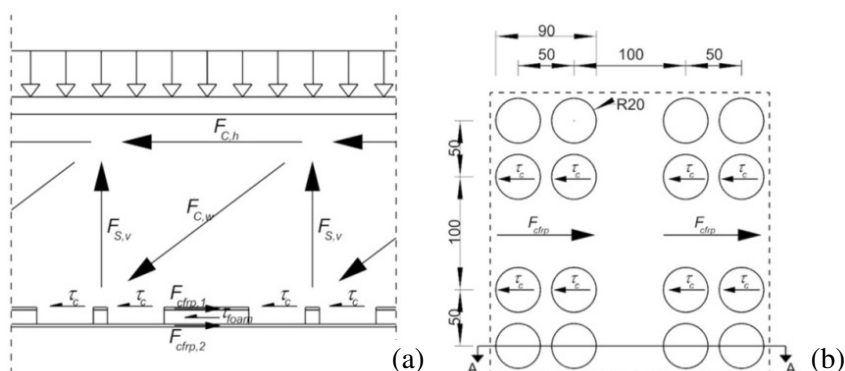 F_C,h
F_S,v
F_C,w
F_S,v
τ_c τ_c F_cfrp,1 τ_c τ_c
τ_foam
F_cfrp,2
(a)
90
50 100 50
R20
50
τ_c τ_c τ_c τ_c
100
F_cfrp F_cfrp
τ_c τ_c τ_c τ_c
50
A A
(b)